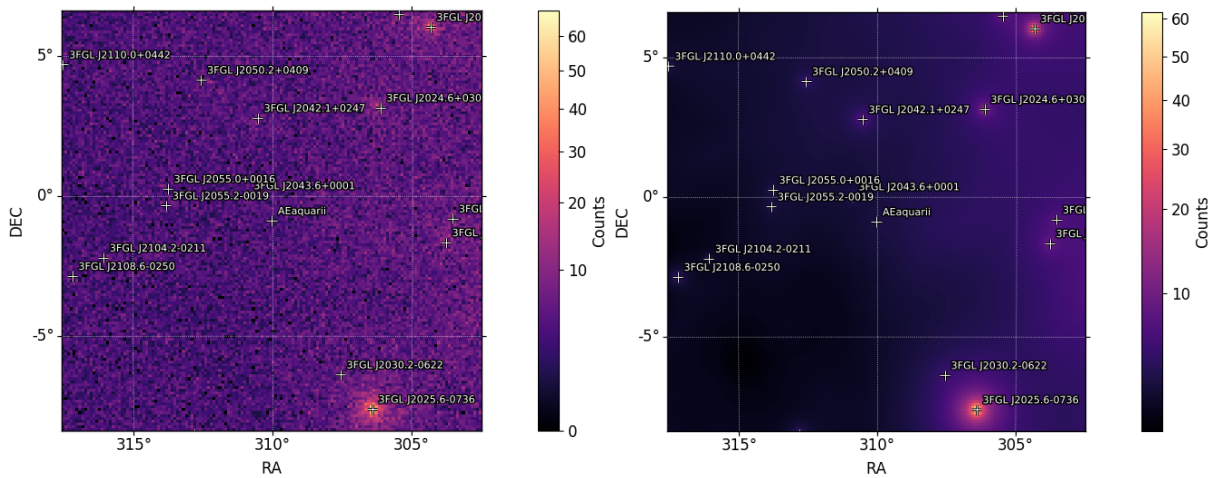 3FGL J20
5°
3FGL J2110.0+0442
3FGL J2050.2+0409
3FGL J2042.1+0247
3FGL J2024.6+030
3FGL J2055.0+0016
3FGL J2043.6+0001
0°
3FGL J2055.2-0019
AEaquarii
3FGL
3FGL
3FGL J2104.2-0211
3FGL J2108.6-0250
-5°
3FGL J2030.2-0622
3FGL J2025.6-0736
315°
310°
305°
RA
DEC
60
50
40
30
20
10
0
Counts
3FGL J20
5°
3FGL J2110.0+0442
3FGL J2050.2+0409
3FGL J2042.1+0247
3FGL J2024.6+030
3FGL J2055.0+0016
3FGL J2043.6+0001
0°
3FGL J2055.2-0019
AEaquarii
3FGL
3FGL
3FGL J2104.2-0211
3FGL J2108.6-0250
-5°
3FGL J2030.2-0622
3FGL J2025.6-0736
315°
310°
305°
RA
DEC
60
50
40
30
20
10
Counts